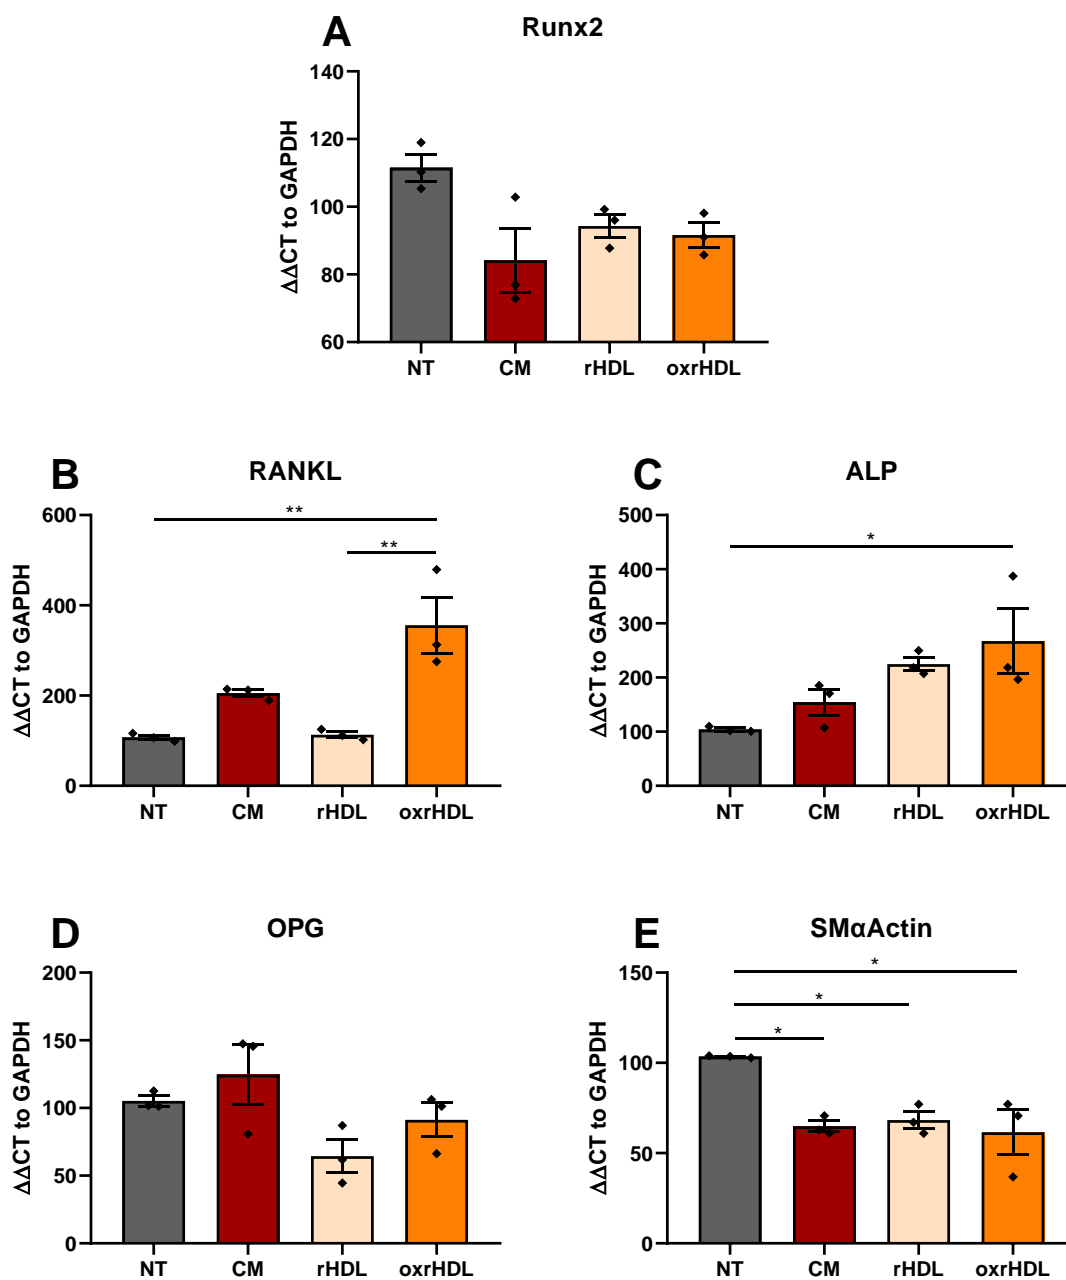 A
Runx2
ΔΔCT to GAPDH
140
120
100
80
60
NT CM rHDL oxrHDL
B
RANKL
ΔΔCT to GAPDH
600
400
200
0
**
**
NT CM rHDL oxrHDL
C
ALP
ΔΔCT to GAPDH
500
400
300
200
100
0
*
NT CM rHDL oxrHDL
D
OPG
ΔΔCT to GAPDH
200
150
100
50
0
NT CM rHDL oxrHDL
E
SMαActin
ΔΔCT to GAPDH
150
100
50
0
*
*
*
NT CM rHDL oxrHDL